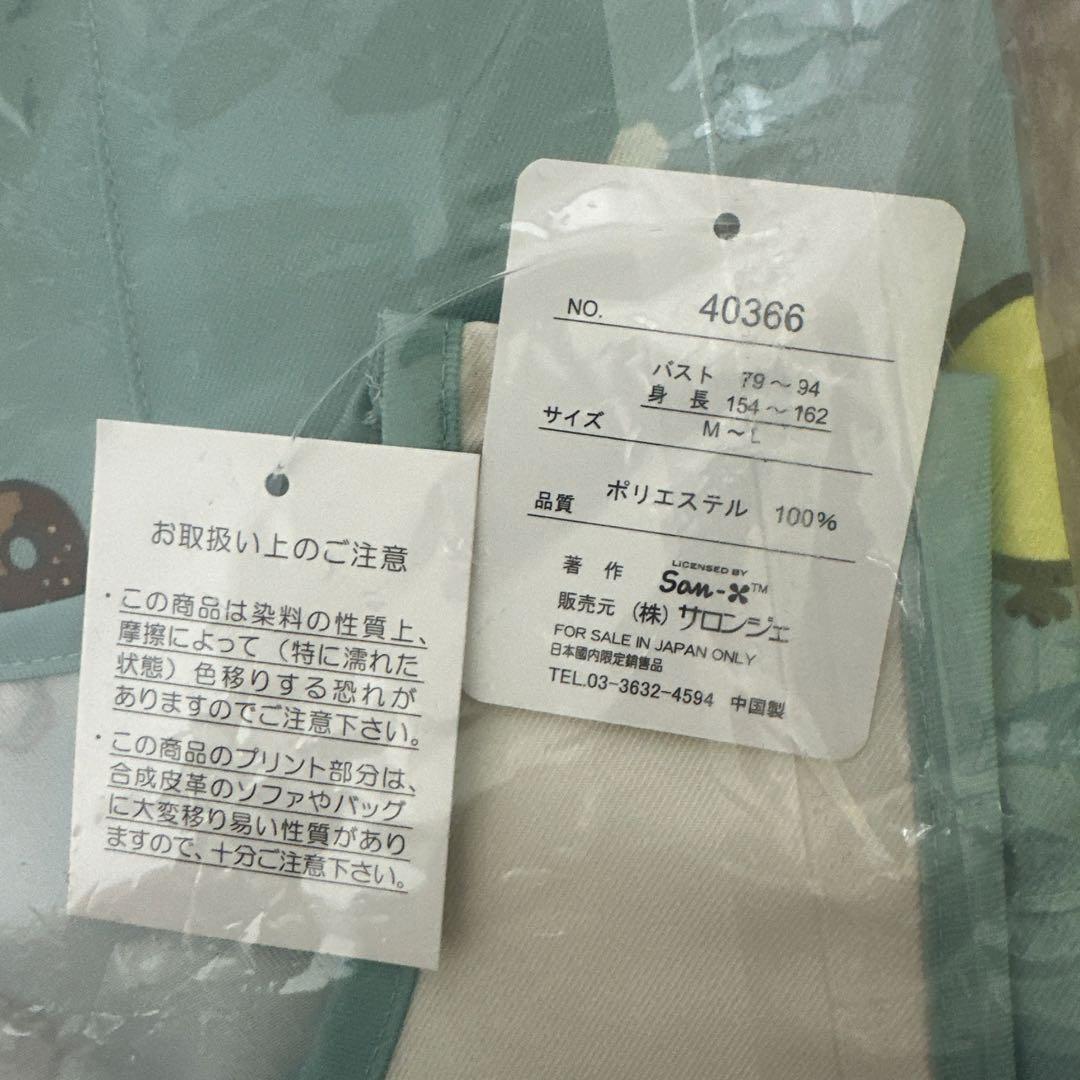 NO. 40366
バスト 79～94
身長 154～162
サイズ M～L
品質 ポリエステル 100%
著作 LICENSED BY San-X™
販売元 (株)サロンジェ
FOR SALE IN JAPAN ONLY
日本國内限定銷售品
TEL.03-3632-4594 中国製
お取扱い上のご注意
・この商品は染料の性質上、
摩擦によって（特に濡れた
状態）色移りする恐れが
ありますのでご注意下さい。
・この商品のプリント部分は、
合成皮革のソファやバッグ
に大変移り易い性質があり
ますので、十分ご注意下さい。